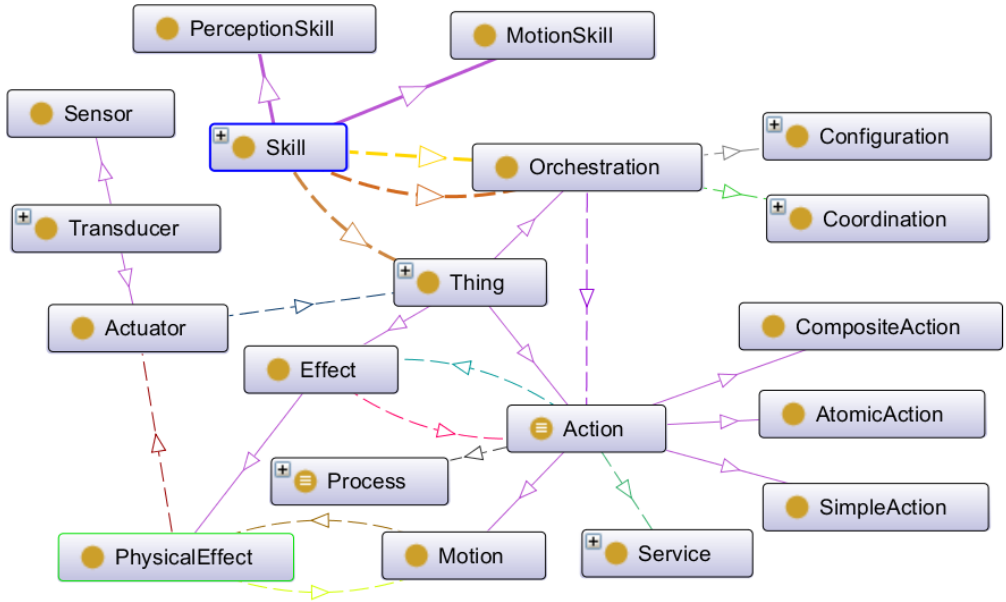 PerceptionSkill
MotionSkill
Sensor
Skill
Orchestration
Configuration
Transducer
Coordination
Thing
Actuator
CompositeAction
Effect
AtomicAction
Action
Process
SimpleAction
PhysicalEffect
Motion
Service